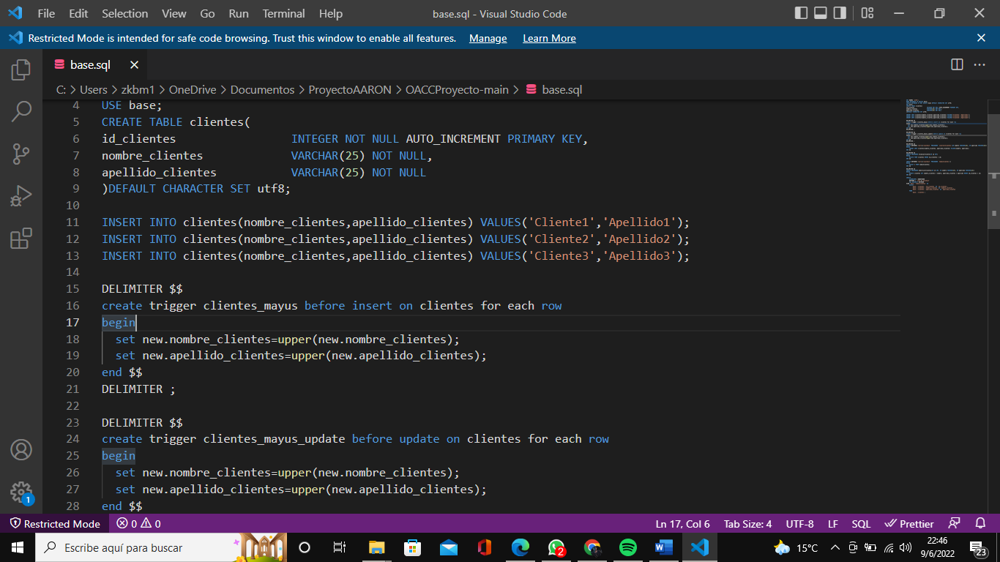 File Edit Selection View Go Run Terminal Help base.sql - Visual Studio Code
Restricted Mode is intended for safe code browsing. Trust this window to enable all features. Manage Learn More
base.sql
C: > Users > zkbm1 > OneDrive > Documentos > ProyectoAARON > OACCProyecto-main > base.sql
4 USE base;
5 CREATE TABLE clientes(
6 id_clientes INTEGER NOT NULL AUTO_INCREMENT PRIMARY KEY,
7 nombre_clientes VARCHAR(25) NOT NULL,
8 apellido_clientes VARCHAR(25) NOT NULL
9 )DEFAULT CHARACTER SET utf8;
10
11 INSERT INTO clientes(nombre_clientes,apellido_clientes) VALUES('Cliente1','Apellido1');
12 INSERT INTO clientes(nombre_clientes,apellido_clientes) VALUES('Cliente2','Apellido2');
13 INSERT INTO clientes(nombre_clientes,apellido_clientes) VALUES('Cliente3','Apellido3');
14
15 DELIMITER $$
16 create trigger clientes_mayus before insert on clientes for each row
17 begin
18 set new.nombre_clientes=upper(new.nombre_clientes);
19 set new.apellido_clientes=upper(new.apellido_clientes);
20 end $$
21 DELIMITER ;
22
23 DELIMITER $$
24 create trigger clientes_mayus_update before update on clientes for each row
25 begin
26 set new.nombre_clientes=upper(new.nombre_clientes);
27 set new.apellido_clientes=upper(new.apellido_clientes);
28 end $$
1
Restricted Mode 0 0 Ln 17, Col 6 Tab Size: 4 UTF-8 LF SQL Prettier
Escribe aquí para buscar 2 15°C 22:46
9/6/2022 23